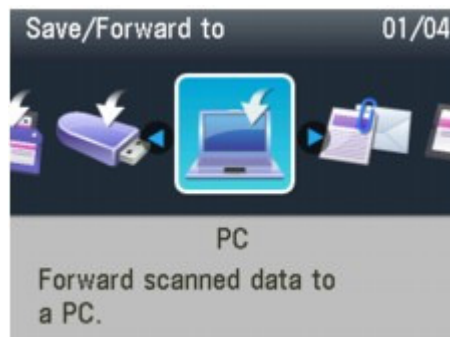 Save/Forward to 01/04
PC
Forward scanned data to
a PC.